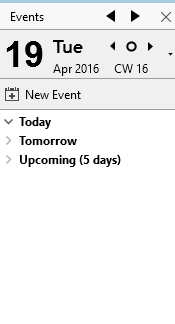 Events
19 Tue
Apr 2016 CW 16
New Event
Today
Tomorrow
Upcoming (5 days)